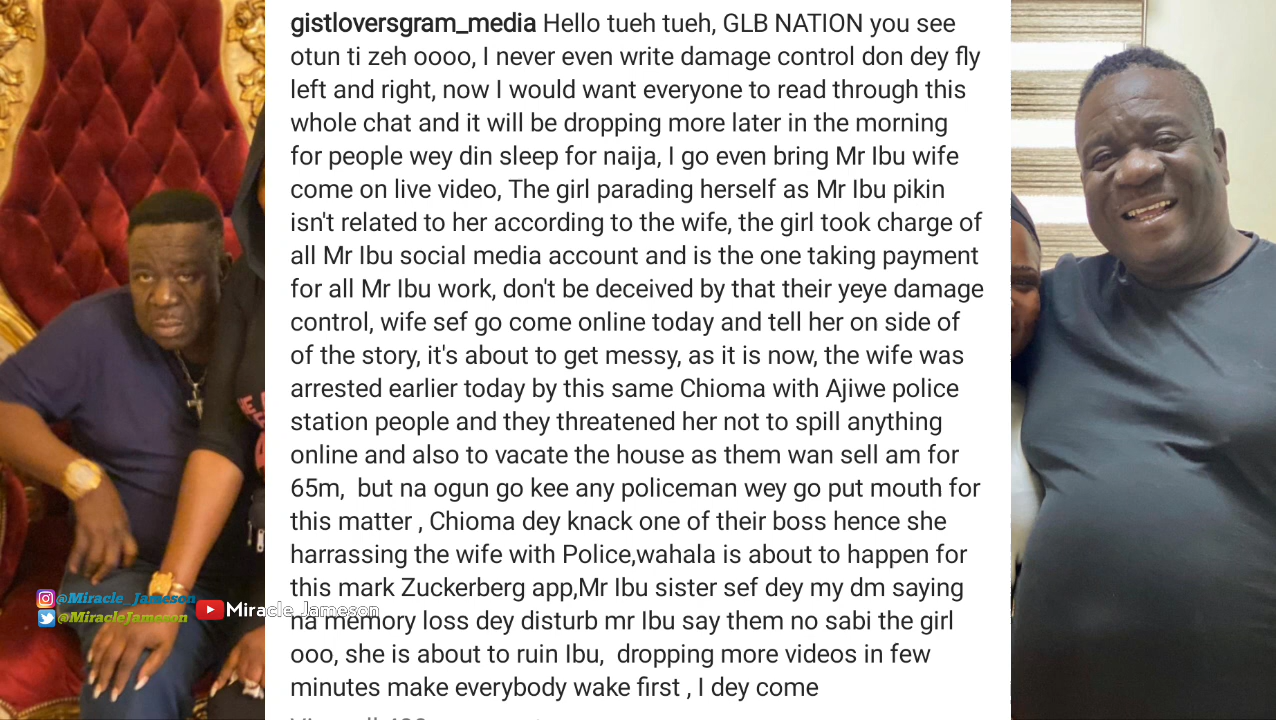 gistloversgram_media Hello tueh tueh, GLB NATION you see
otun ti zeh oooo, I never even write damage control don dey fly
left and right, now I would want everyone to read through this
whole chat and it will be dropping more later in the morning
for people wey din sleep for naija, I go even bring Mr Ibu wife
come on live video, The girl parading herself as Mr Ibu pikin
isn't related to her according to the wife, the girl took charge of
all Mr Ibu social media account and is the one taking payment
for all Mr Ibu work, don't be deceived by that their yeye damage
control, wife sef go come online today and tell her on side of
of the story, it's about to get messy, as it is now, the wife was
arrested earlier today by this same Chioma with Ajiwe police
station people and they threatened her not to spill anything
online and also to vacate the house as them wan sell am for
65m,  but na ogun go kee any policeman wey go put mouth for
this matter , Chioma dey knack one of their boss hence she
harrassing the wife with Police,wahala is about to happen for
this mark Zuckerberg app,Mr Ibu sister sef dey my dm saying
na memory loss dey disturb mr Ibu say them no sabi the girl
ooo, she is about to ruin Ibu,  dropping more videos in few
minutes make everybody wake first , I dey come
@Miracle_Jameson
@MiracleJameson
Miracle Jameson